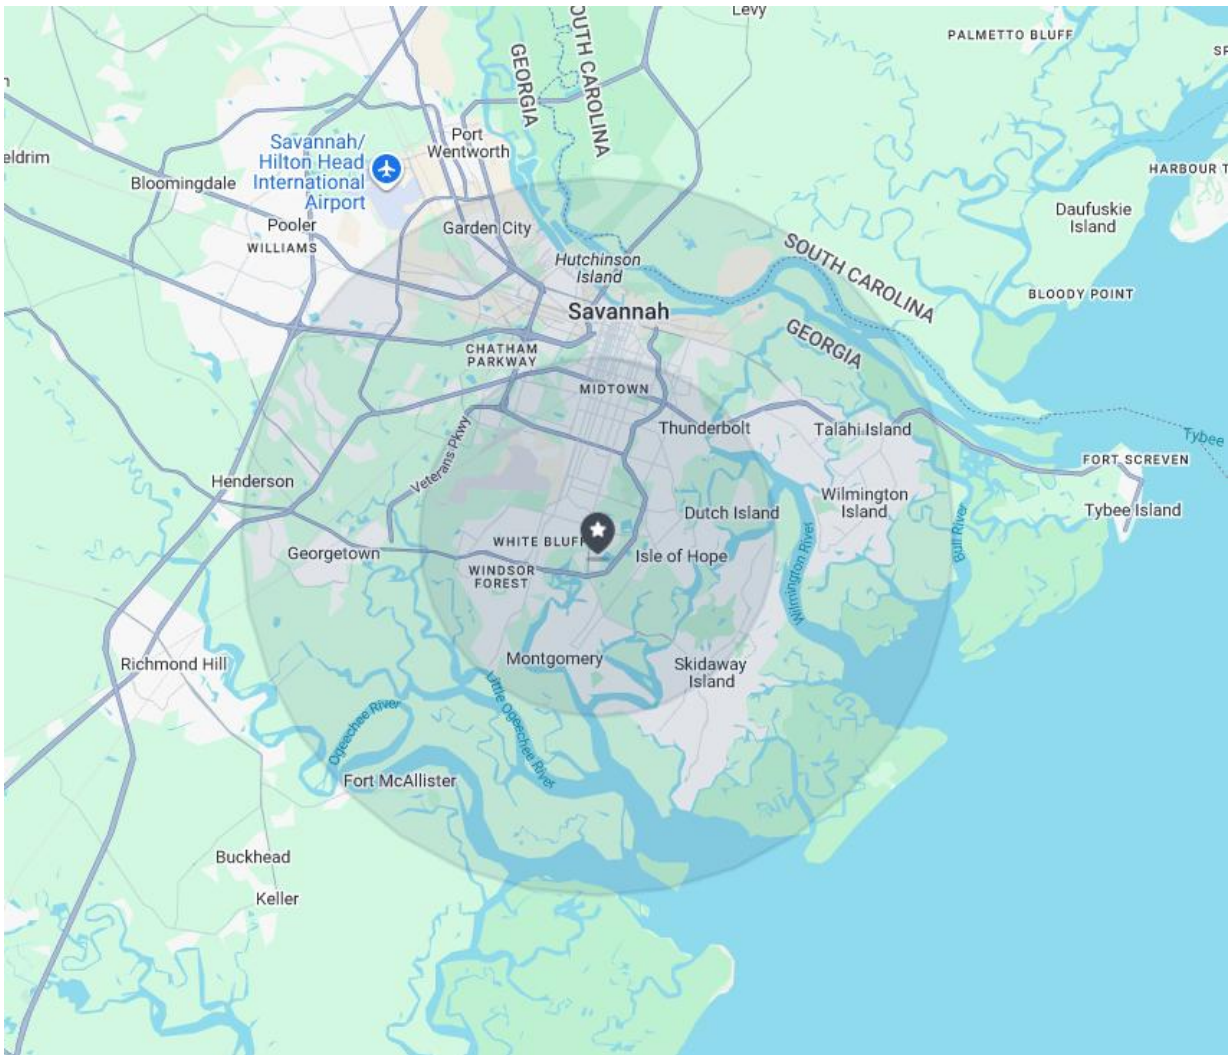 Levy
PALMETTO BLUFF
GEORGIA
SOUTH CAROLINA
Port
Wentworth
Savannah/
Hilton Head
International
Airport
eldrim
Bloomingdale
HARBOUR T
Daufuskie
Island
Pooler
WILLIAMS
Garden City
Hutchinson
Island
SOUTH CAROLINA
BLOODY POINT
Savannah
GEORGIA
CHATHAM
PARKWAY
MIDTOWN
Thunderbolt
Talahi Island
Tybee
Veterans Pkwy
FORT SCREVEN
Henderson
Wilmington
Island
Dutch Island
Tybee Island
Bull River
WHITE BLUFF
Georgetown
Isle of Hope
WINDSOR
FOREST
Wilmington River
Montgomery
Skidaway
Island
Richmond Hill
Little Ogeechee River
Ogeechee River
Fort McAllister
Buckhead
Keller